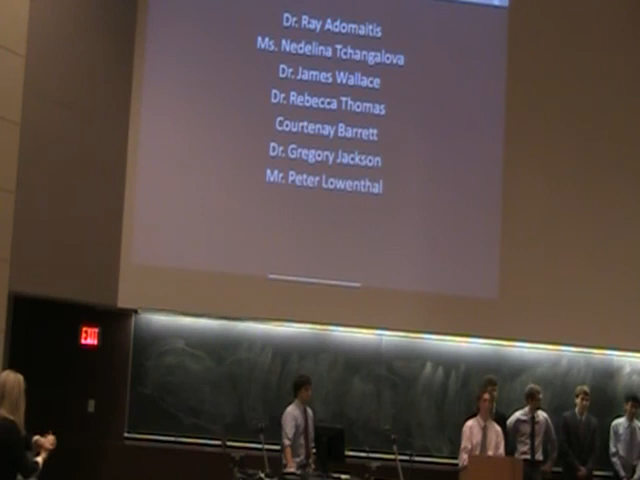 Dr. Ray Adomaitis
Ms. Nedelina Tchangalova
Dr. James Wallace
Dr. Rebecca Thomas
Courtenay Barrett
Dr. Gregory Jackson
Mr. Peter Lowenthal
EXIT